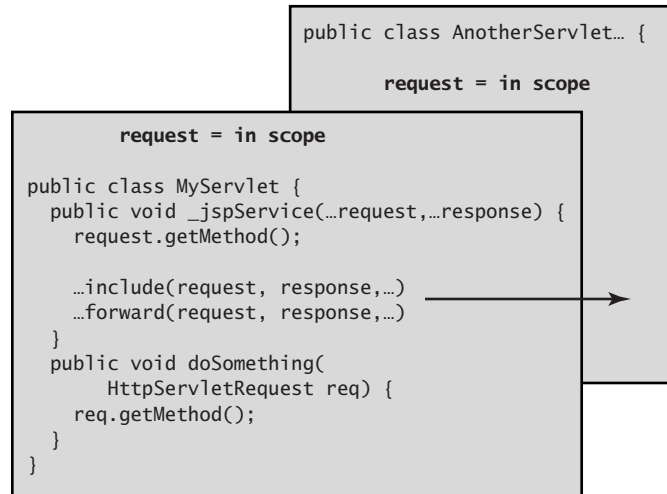 public class AnotherServlet… {
request = in scope
request = in scope
public class MyServlet {
public void _jspService(…request,…response) {
request.getMethod();
…include(request, response,…)
…forward(request, response,…)
}
public void doSomething(
HttpServletRequest req) {
req.getMethod();
}
}